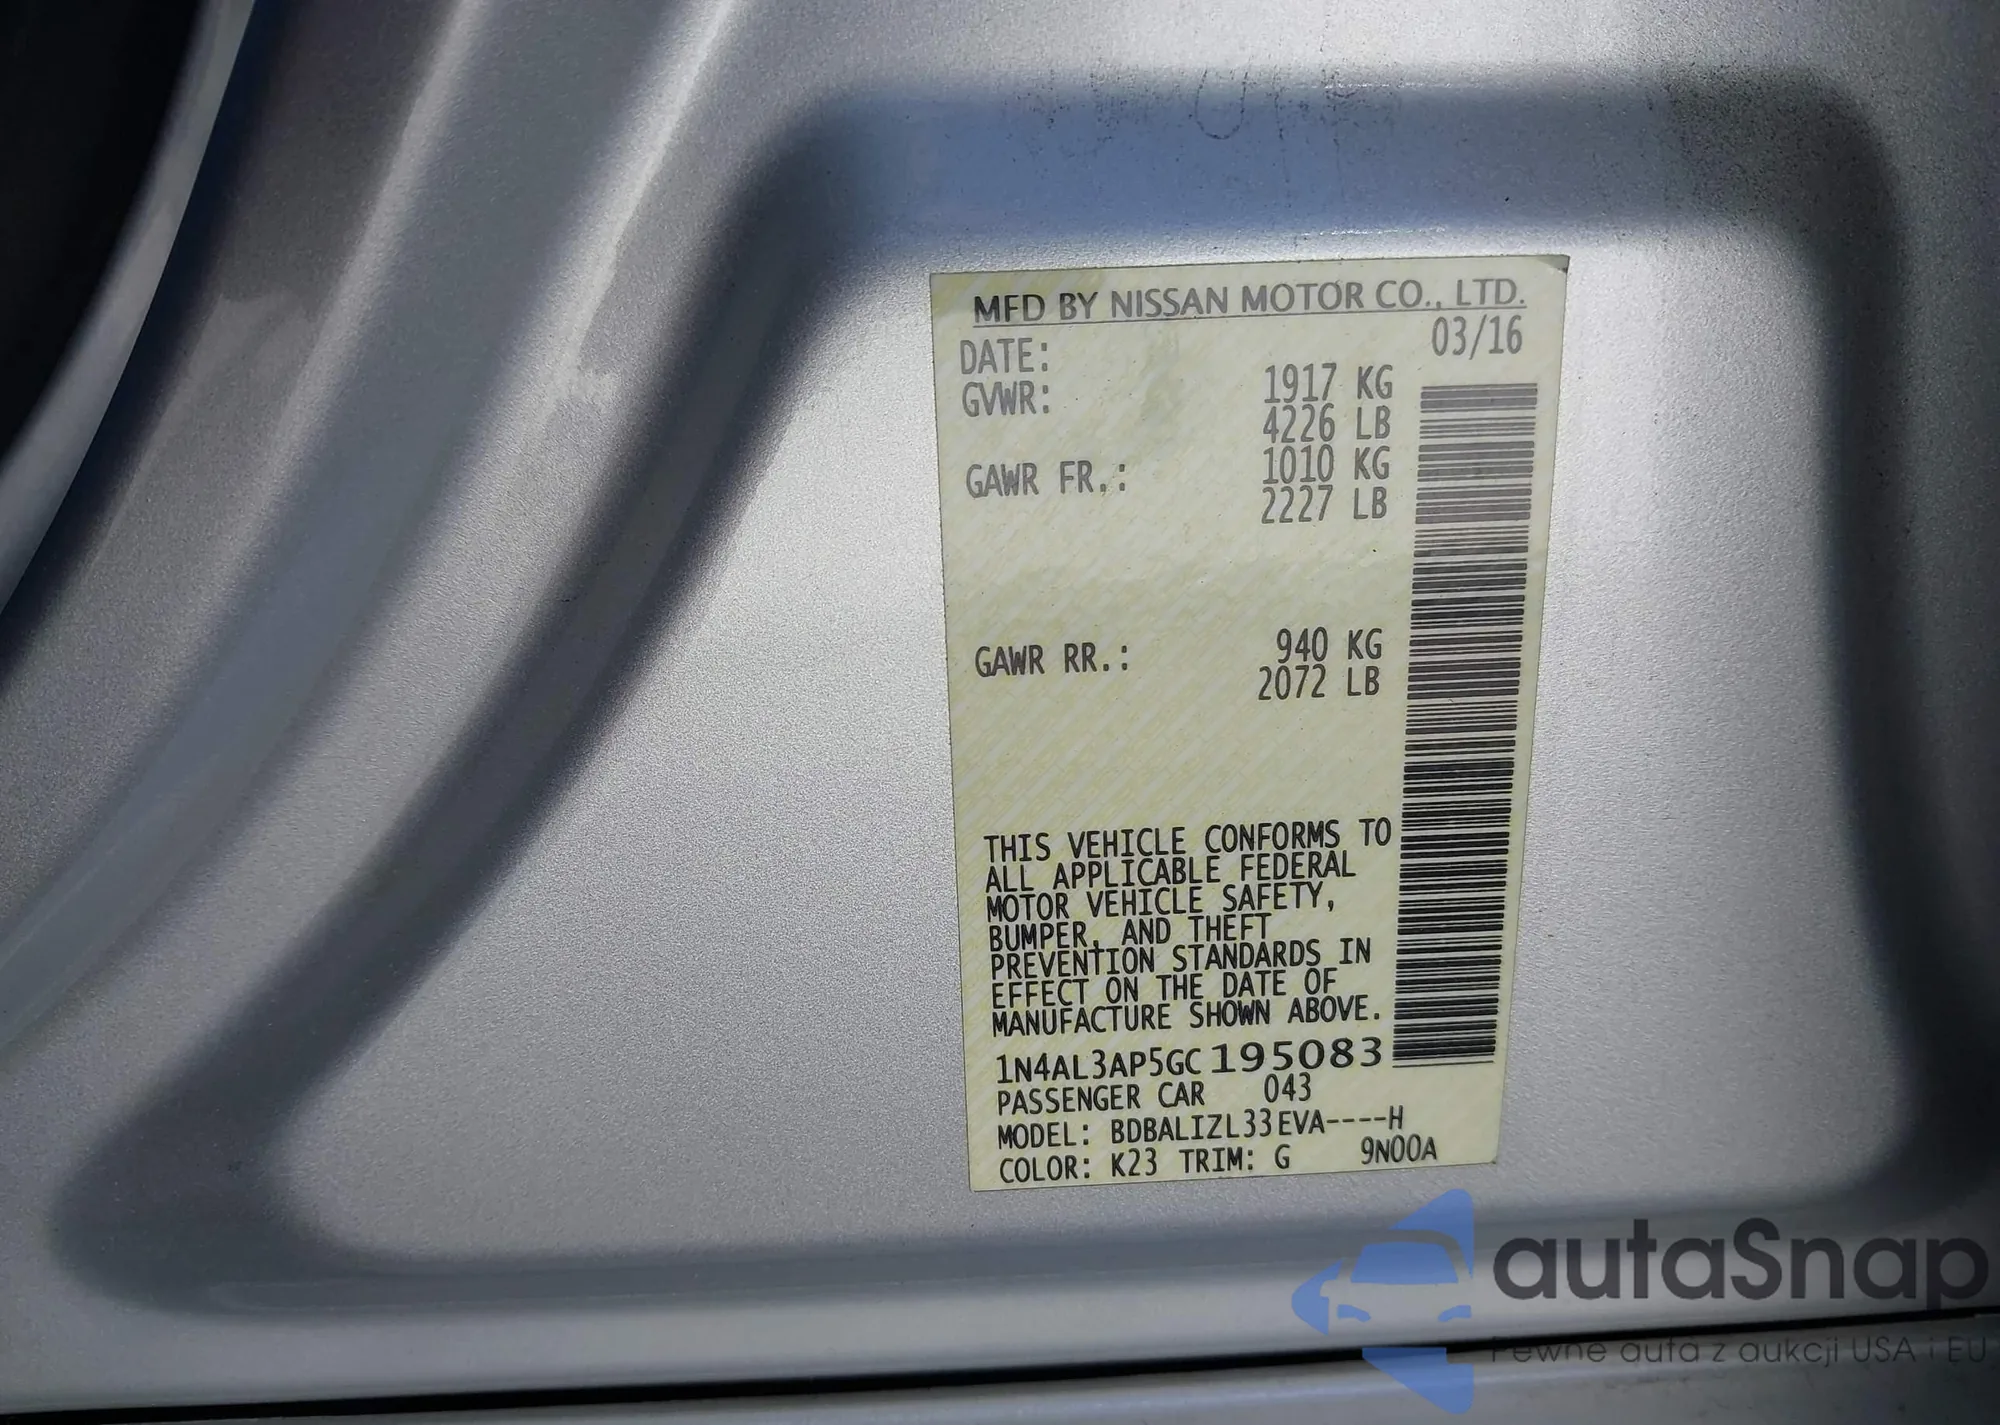 MFD BY NISSAN MOTOR CO., LTD.
DATE: 03/16
GVWR: 1917 KG
4226 LB
GAWR FR.: 1010 KG
2227 LB
GAWR RR.: 940 KG
2072 LB
THIS VEHICLE CONFORMS TO
ALL APPLICABLE FEDERAL
MOTOR VEHICLE SAFETY,
BUMPER, AND THEFT
PREVENTION STANDARDS IN
EFFECT ON THE DATE OF
MANUFACTURE SHOWN ABOVE.
1N4AL3AP5GC195083
PASSENGER CAR 043
MODEL: BDBALIZL33EVA----H
COLOR: K23 TRIM: G 9N00A
autaSnap
Pewne auta z aukcji USA i EU